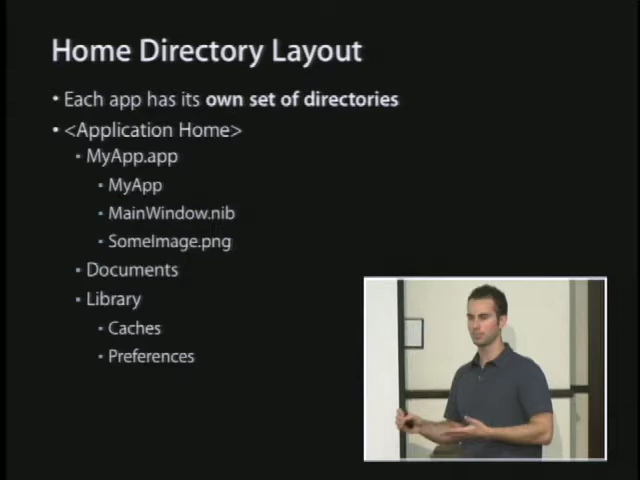 Home Directory Layout
• Each app has its own set of directories
• <Application Home>
▪ MyApp.app
▪ MyApp
▪ MainWindow.nib
▪ SomeImage.png
▪ Documents
▪ Library
▪ Caches
▪ Preferences